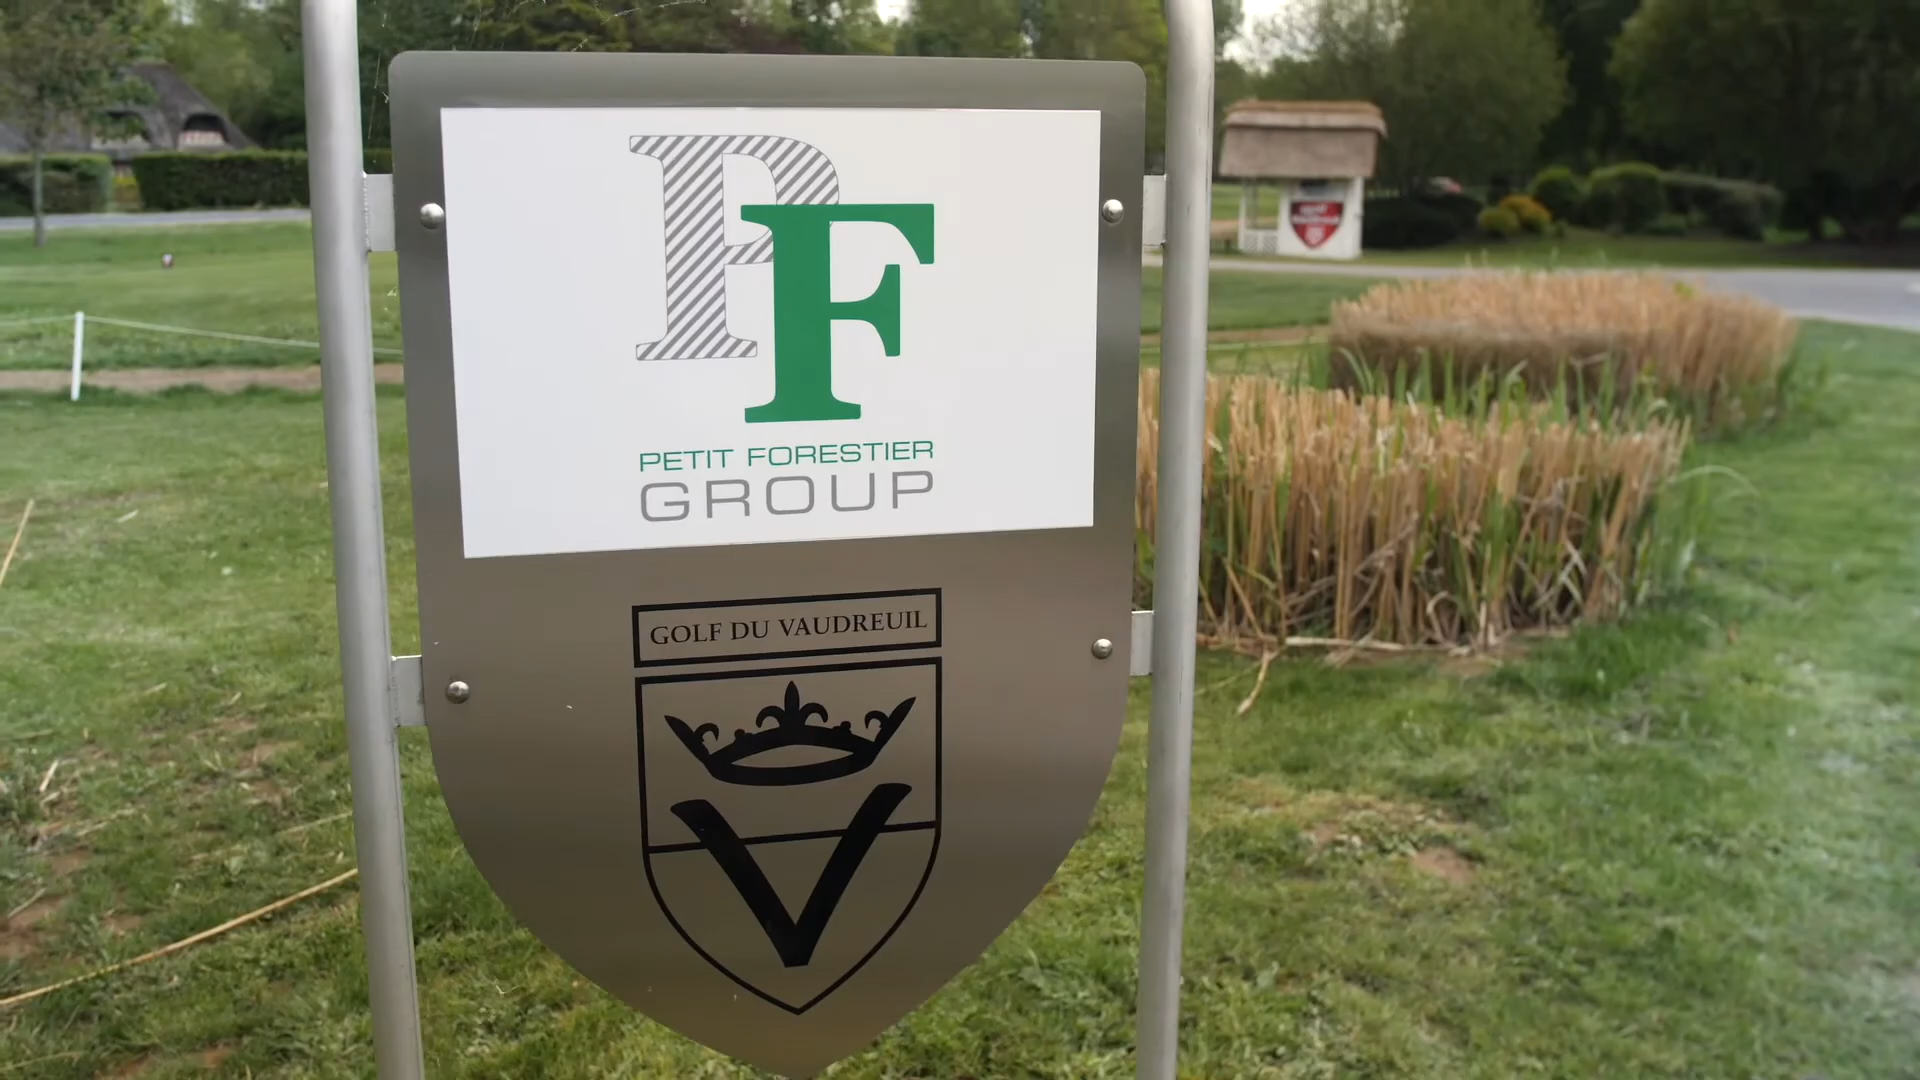 PF
PETIT FORESTIER
GROUP
GOLF DU VAUDREUIL
V